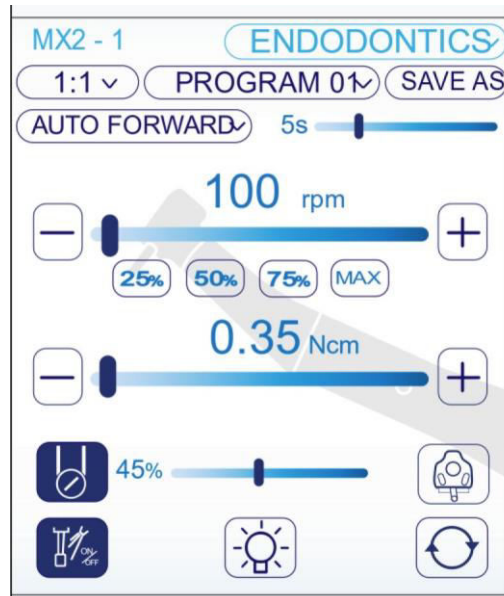 MX2 - 1 ENDODONTICS
1:1 PROGRAM 01 SAVE AS
AUTO FORWARD 5s
100 rpm
25% 50% 75% MAX
0.35 Ncm
45%
ON/OFF